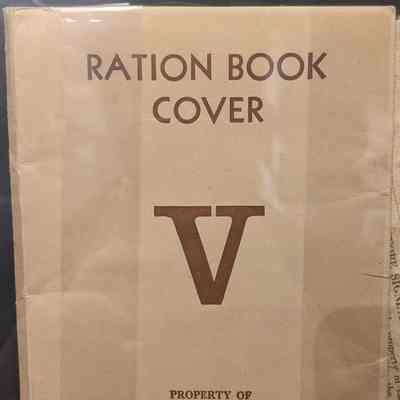 RATION BOOK
COVER
V
PROPERTY OF